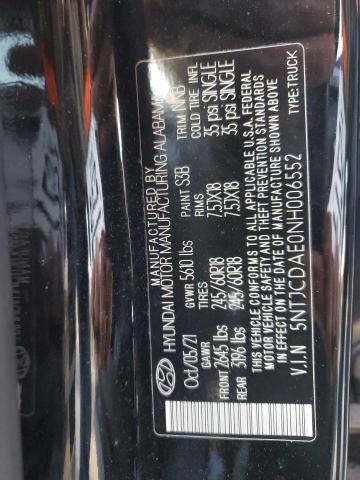 MANUFACTURED BY
HYUNDAI MOTOR MANUFACTURING ALABAMA
Oct/05/21 GVWR 5610 lbs PAINT S3B TRIM NNB
GAWR TIRES RIMS COLD TIRE INFL
FRONT 2645 lbs 245/60R18 7.5JX18 35 psi SINGLE
REAR 3196 lbs 245/60R18 7.5JX18 35 psi SINGLE
THIS VEHICLE CONFORMS TO ALL APPLICABLE U.S.A. FEDERAL
MOTOR VEHICLE SAFETY AND THEFT PREVENTION STANDARDS
IN EFFECT ON THE DATE OF MANUFACTURE SHOWN ABOVE.
V.I.N 5NTJCDAE0NH006552 TYPE:TRUCK